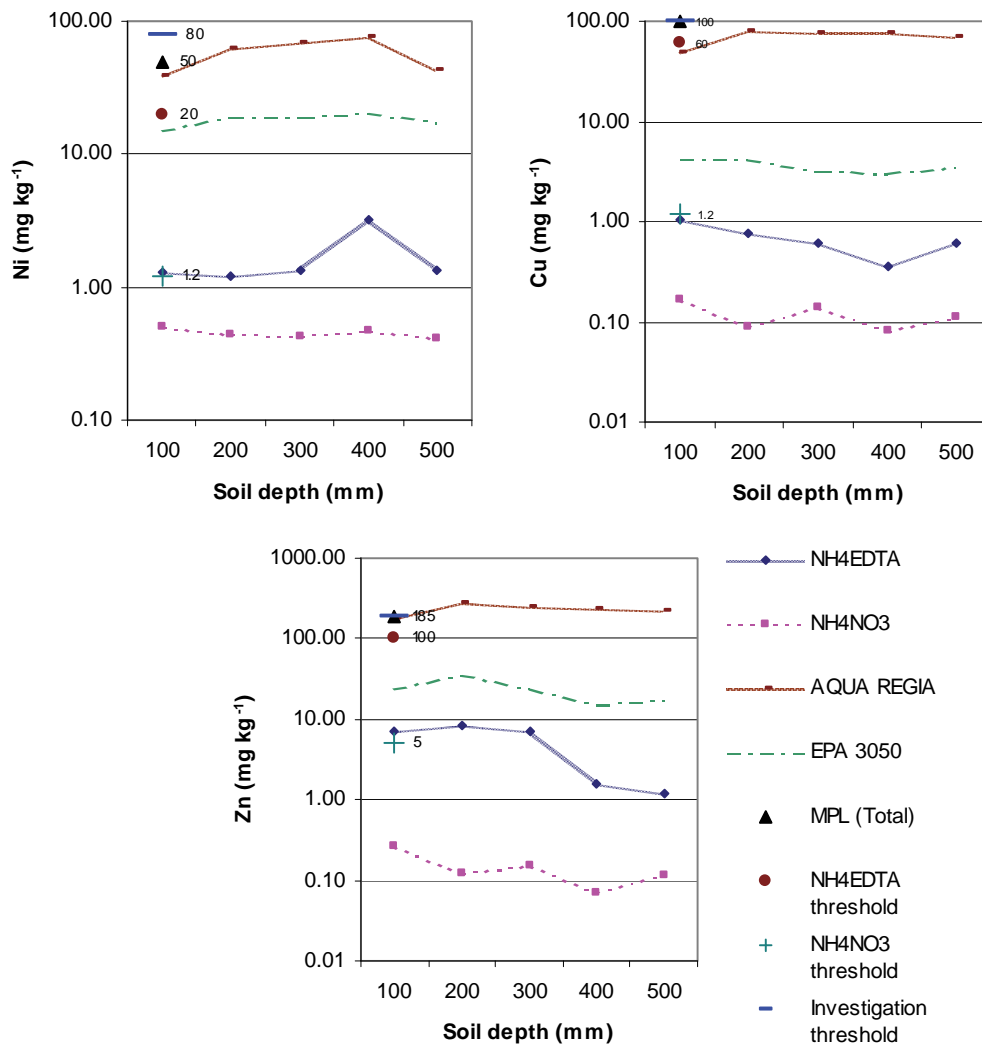 100.00
10.00
1.00
0.10
Ni (mg kg-1)
80
50
20
1.2
100 200 300 400 500
Soil depth (mm)
100.00
10.00
1.00
0.10
0.01
Cu (mg kg-1)
100
60
1.2
100 200 300 400 500
Soil depth (mm)
1000.00
100.00
10.00
1.00
0.10
0.01
Zn (mg kg-1)
185
100
5
100 200 300 400 500
Soil depth (mm)
NH4EDTA
NH4NO3
AQUA REGIA
EPA 3050
MPL (Total)
NH4EDTA
threshold
NH4NO3
threshold
Investigation
threshold